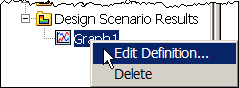 Design Scenario Results
Graph1
Edit Definition...
Delete